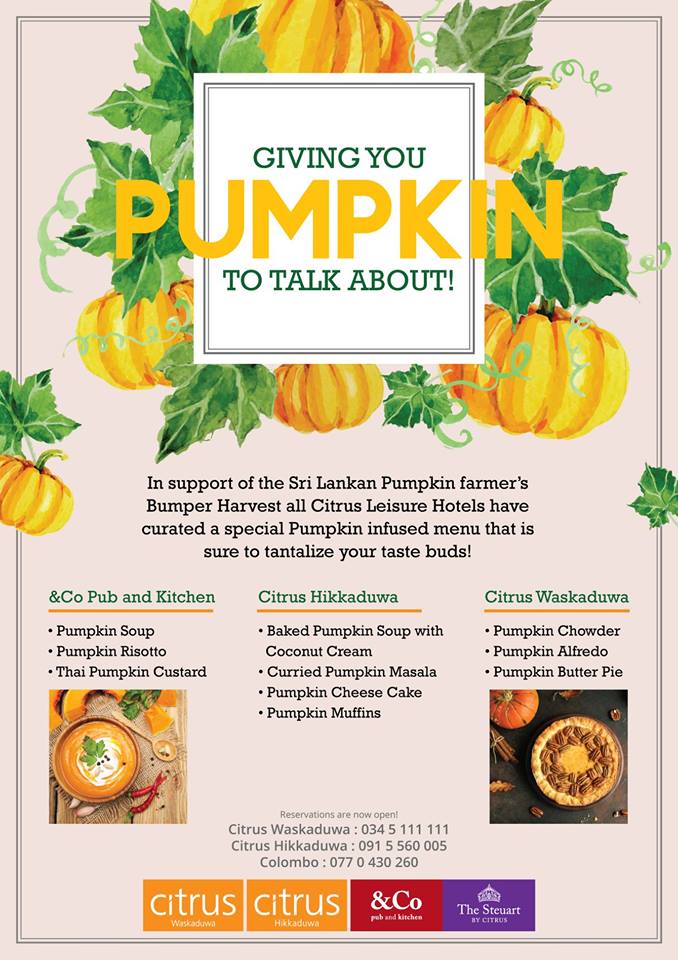 GIVING YOU
PUMPKIN
TO TALK ABOUT!
In support of the Sri Lankan Pumpkin farmer's
Bumper Harvest all Citrus Leisure Hotels have
curated a special Pumpkin infused menu that is
sure to tantalize your taste buds!
&Co Pub and Kitchen
• Pumpkin Soup
• Pumpkin Risotto
• Thai Pumpkin Custard
Citrus Hikkaduwa
• Baked Pumpkin Soup with
Coconut Cream
• Curried Pumpkin Masala
• Pumpkin Cheese Cake
• Pumpkin Muffins
Citrus Waskaduwa
• Pumpkin Chowder
• Pumpkin Alfredo
• Pumpkin Butter Pie
Reservations are now open!
Citrus Waskaduwa : 034 5 111 111
Citrus Hikkaduwa : 091 5 560 005
Colombo : 077 0 430 260
citrus
Waskaduwa
citrus
Hikkaduwa
&Co
pub and kitchen
The Steuart
BY CITRUS